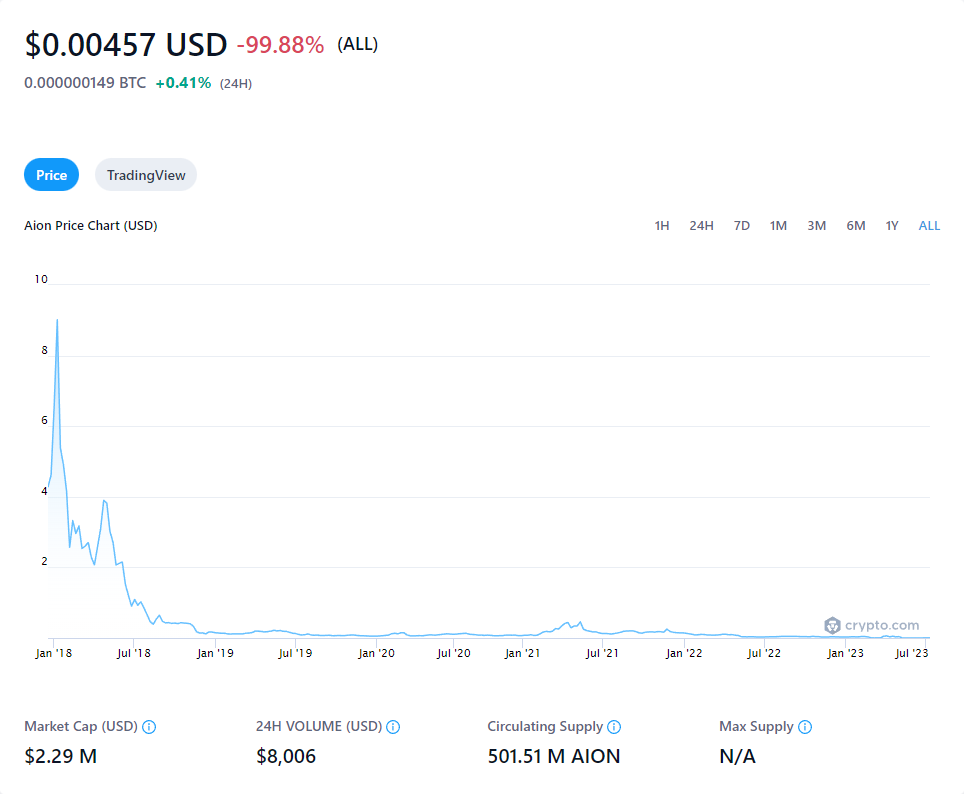 $0.00457 USD -99.88% (ALL)
0.000000149 BTC +0.41% (24H)
Price TradingView
Aion Price Chart (USD) 1H 24H 7D 1M 3M 6M 1Y ALL
10
8
6
4
2
crypto.com
Jan '18 Jul '18 Jan '19 Jul '19 Jan '20 Jul '20 Jan '21 Jul '21 Jan '22 Jul '22 Jan '23 Jul '23
Market Cap (USD) 24H VOLUME (USD) Circulating Supply Max Supply
$2.29 M $8,006 501.51 M AION N/A